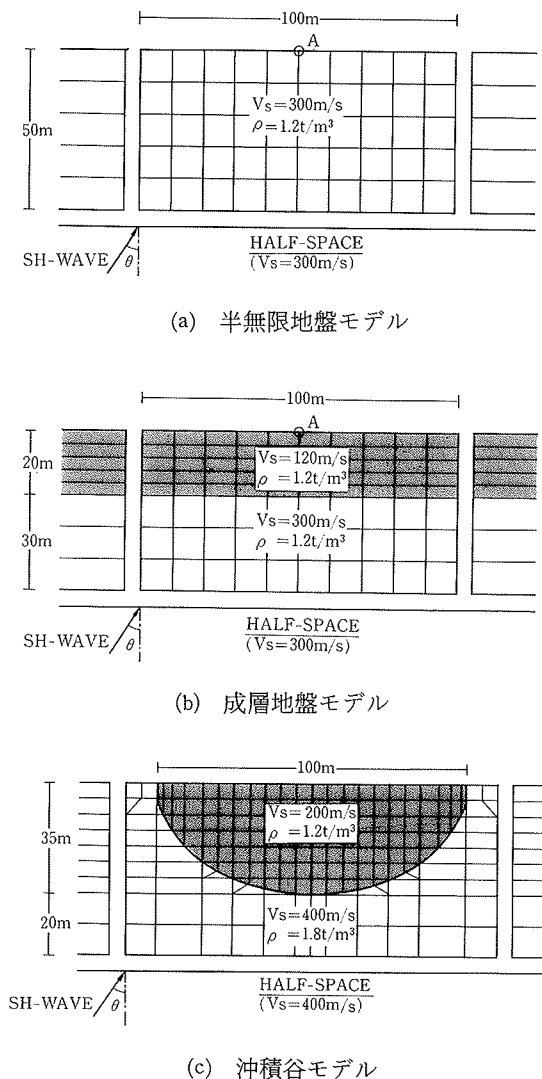 100m
A
50m
Vs=300m/s
ρ=1.2t/m³
SH-WAVE
θ
HALF-SPACE
(Vs=300m/s)
(a) 半無限地盤モデル
100m
A
20m
Vs=120m/s
ρ =1.2t/m³
30m
Vs=300m/s
ρ =1.2t/m³
SH-WAVE
θ
HALF-SPACE
(Vs=300m/s)
(b) 成層地盤モデル
100m
35m
Vs=200m/s
ρ =1.2t/m³
20m
Vs=400m/s
ρ =1.8t/m³
SH-WAVE
θ
HALF-SPACE
(Vs=400m/s)
(c) 沖積谷モデル